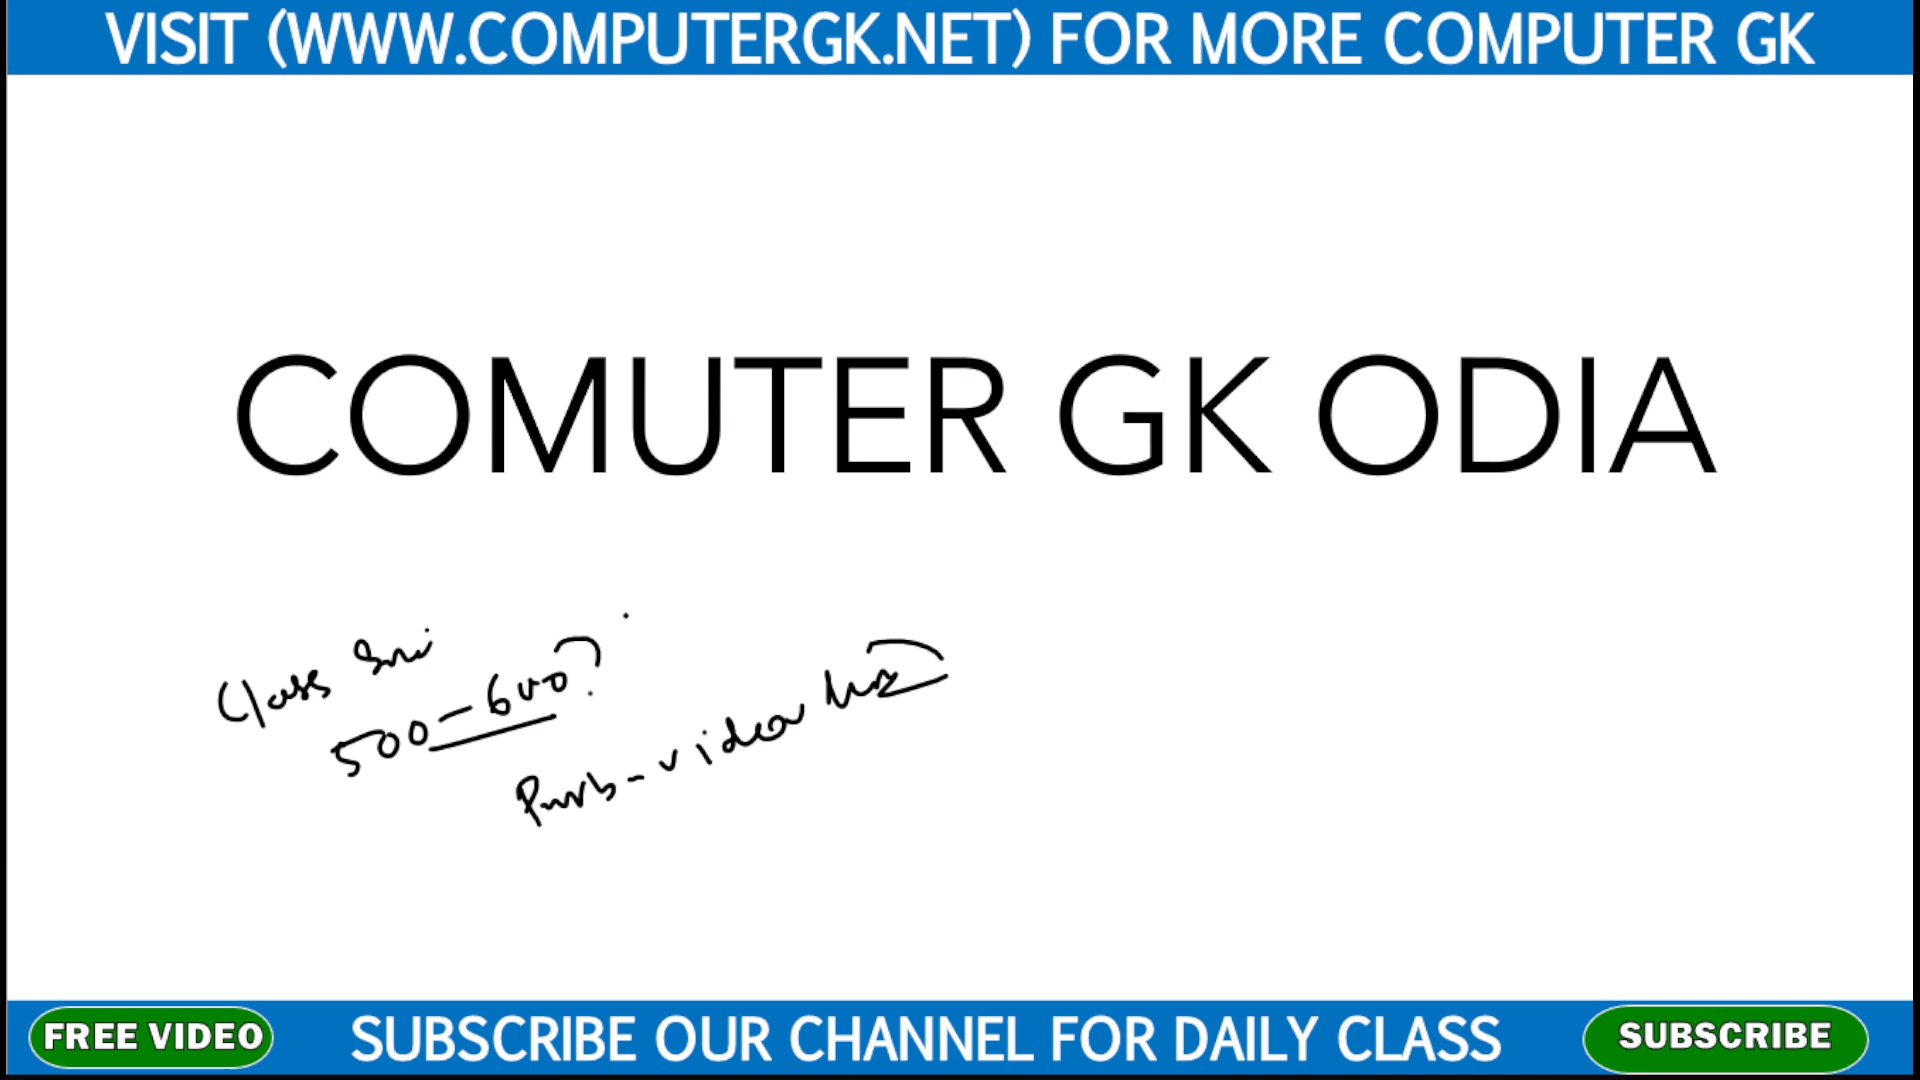 VISIT (WWW.COMPUTERGK.NET) FOR MORE COMPUTER GK
COMUTER GK ODIA
Class
500-600?
video
FREE VIDEO
SUBSCRIBE OUR CHANNEL FOR DAILY CLASS
SUBSCRIBE